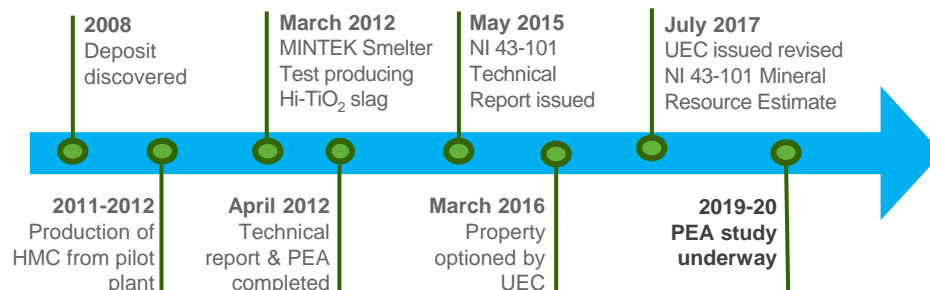 2008
Deposit
discovered
March 2012
MINTEK Smelter
Test producing
Hi-TiO₂ slag
May 2015
NI 43-101
Technical
Report issued
July 2017
UEC issued revised
NI 43-101 Mineral
Resource Estimate
2011-2012
Production of
HMC from pilot
plant
April 2012
Technical
report & PEA
completed
March 2016
Property
optioned by
UEC
2019-20
PEA study
underway